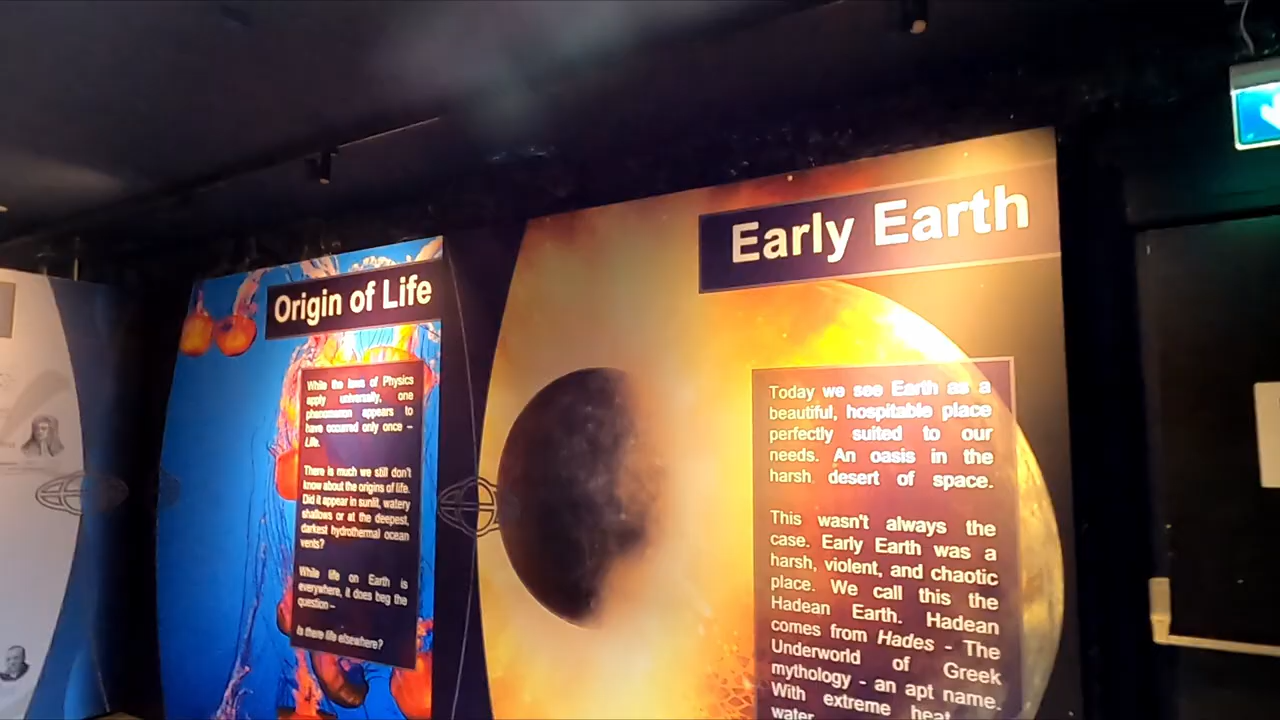 Origin of Life
While the laws of Physics
apply universally, one
phenomenon appears to
have occurred only once –
Life.
There is much we still don't
know about the origins of life.
Did it appear in sunlit, watery
shallows or at the deepest,
darkest hydrothermal ocean
vents?
While life on Earth is
everywhere, it does beg the
question –
Is there life elsewhere?
Early Earth
Today we see Earth as a
beautiful, hospitable place
perfectly suited to our
needs. An oasis in the
harsh desert of space.
This wasn't always the
case. Early Earth was a
harsh, violent, and chaotic
place. We call this the
Hadean Earth. Hadean
comes from Hades - The
Underworld of Greek
mythology - an apt name.
With extreme heat
water